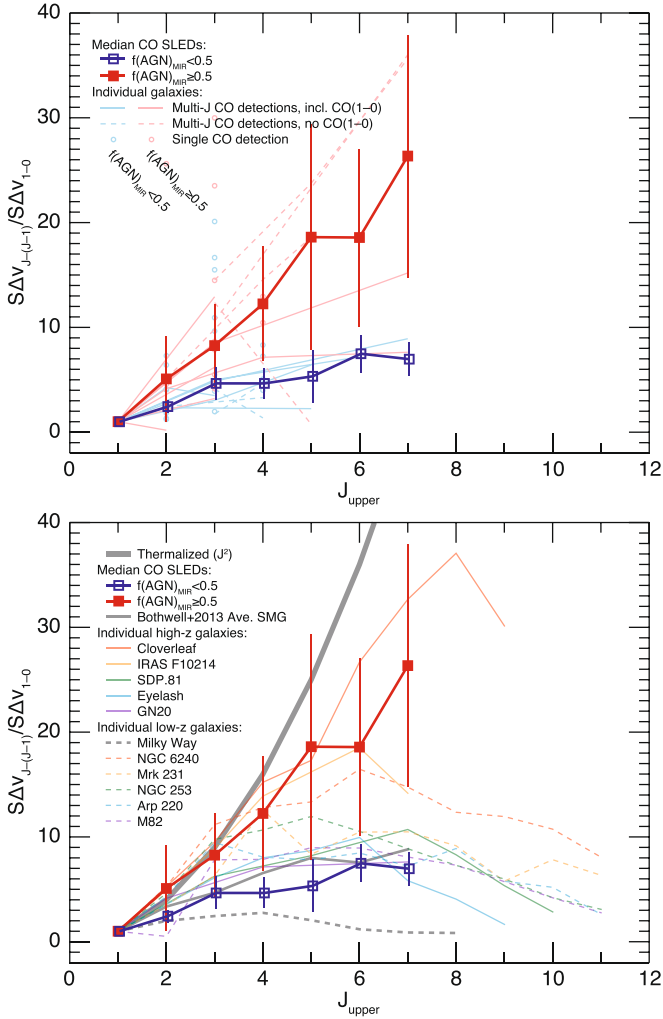 Median CO SLEDs:
f(AGN)MIR<0.5
f(AGN)MIR≥0.5
Individual galaxies:
Multi-J CO detections, incl. CO(1–0)
Multi-J CO detections, no CO(1–0)
Single CO detection
f(AGN)MIR<0.5
f(AGN)MIR≥0.5
40
30
20
10
0
SΔvJ–(J–1)/SΔv1–0
0 2 4 6 8 10 12
Jupper
Thermalized (J²)
Median CO SLEDs:
f(AGN)MIR<0.5
f(AGN)MIR≥0.5
Bothwell+2013 Ave. SMG
Individual high-z galaxies:
Cloverleaf
IRAS F10214
SDP.81
Eyelash
GN20
Individual low-z galaxies:
Milky Way
NGC 6240
Mrk 231
NGC 253
Arp 220
M82
40
30
20
10
0
SΔvJ–(J–1)/SΔv1–0
0 2 4 6 8 10 12
Jupper